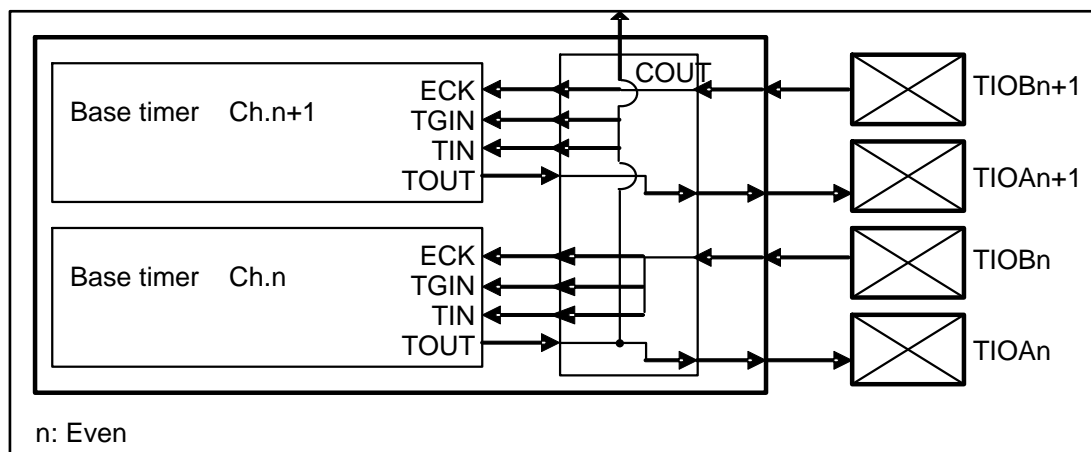 COUT
Base timer Ch.n+1
ECK
TGIN
TIN
TOUT
TIOBn+1
TIOAn+1
Base timer Ch.n
ECK
TGIN
TIN
TOUT
TIOBn
TIOAn
n: Even